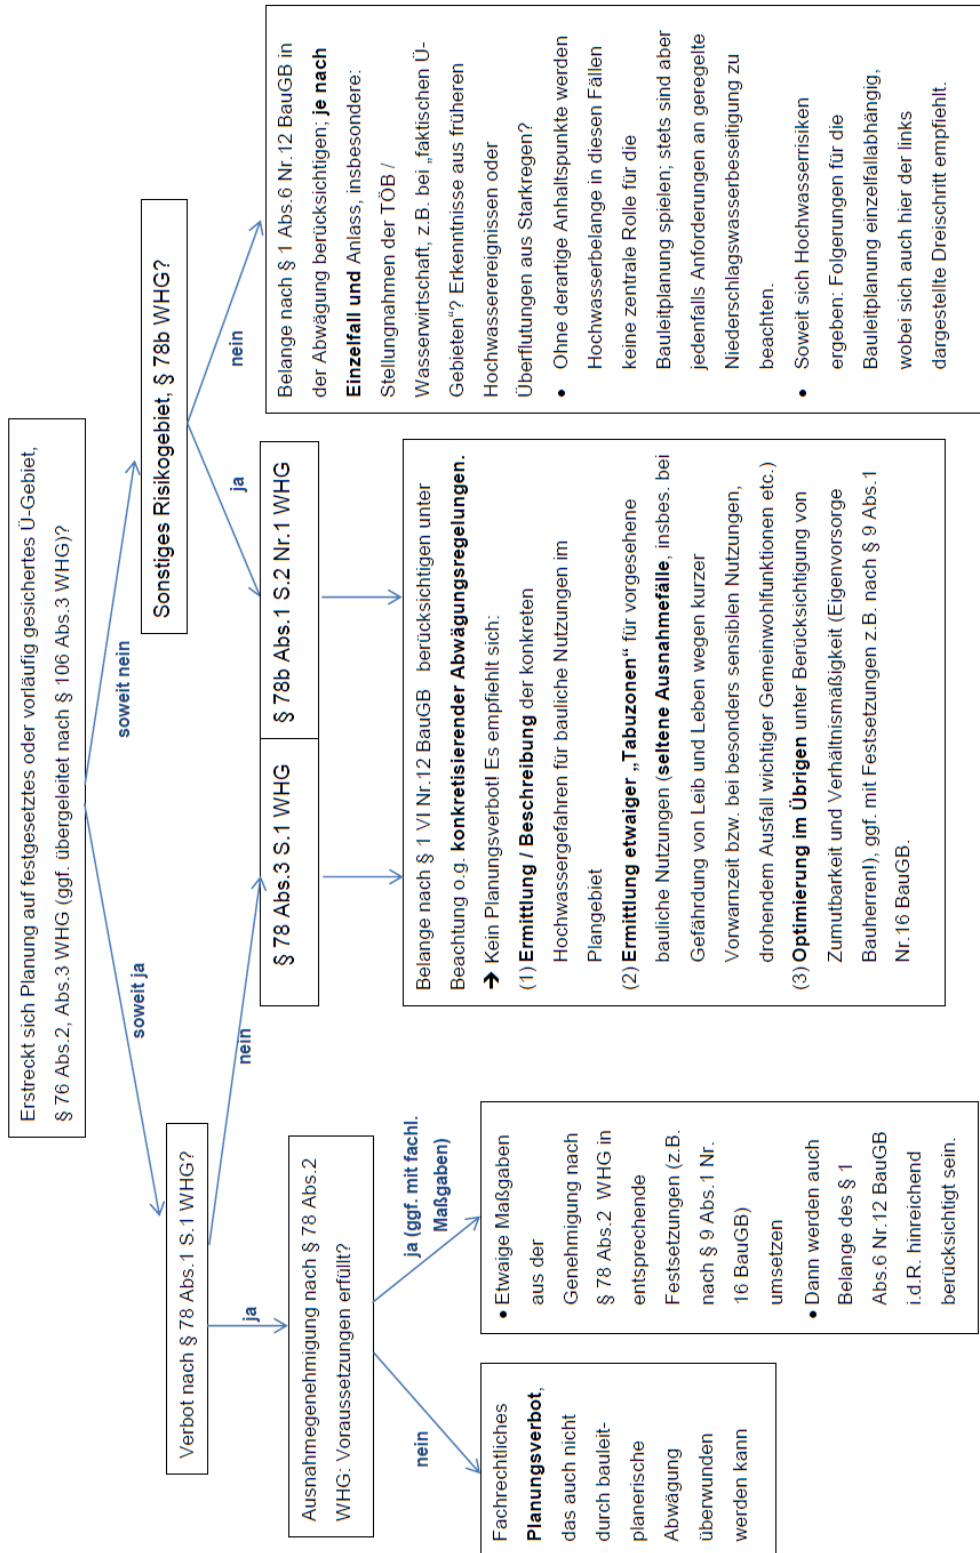 Erstreckt sich Planung auf festgesetztes oder vorläufig gesichertes Ü-Gebiet,
§ 76 Abs.2, Abs.3 WHG (ggf. übergeleitet nach § 106 Abs.3 WHG)?
soweit ja
soweit nein
Verbot nach § 78 Abs.1 S.1 WHG?
Sonstiges Risikogebiet, § 78b WHG?
ja
nein
ja
nein
Ausnahmegenehmigung nach § 78 Abs.2
WHG: Voraussetzungen erfüllt?
§ 78 Abs.3 S.1 WHG
§ 78b Abs.1 S.2 Nr.1 WHG
nein
ja (ggf. mit fachl.
Maßgaben)
Fachrechtliches
Planungsverbot,
das auch nicht
durch bauleit-
planerische
Abwägung
überwunden
werden kann
• Etwaige Maßgaben
aus der
Genehmigung nach
§ 78 Abs.2 WHG in
entsprechende
Festsetzungen (z.B.
nach § 9 Abs.1 Nr.
16 BauGB)
umsetzen
• Dann werden auch
Belange des § 1
Abs.6 Nr.12 BauGB
i.d.R. hinreichend
berücksichtigt sein.
Belange nach § 1 VI Nr.12 BauGB berücksichtigen unter
Beachtung o.g. konkretisierender Abwägungsregelungen.
➔ Kein Planungsverbot! Es empfiehlt sich:
(1) Ermittlung / Beschreibung der konkreten
Hochwassergefahren für bauliche Nutzungen im
Plangebiet
(2) Ermittlung etwaiger „Tabuzonen“ für vorgesehene
bauliche Nutzungen (seltene Ausnahmefälle, insbes. bei
Gefährdung von Leib und Leben wegen kurzer
Vorwarnzeit bzw. bei besonders sensiblen Nutzungen,
drohendem Ausfall wichtiger Gemeinwohlfunktionen etc.)
(3) Optimierung im Übrigen unter Berücksichtigung von
Zumutbarkeit und Verhältnismäßigkeit (Eigenvorsorge
Bauherren!), ggf. mit Festsetzungen z.B. nach § 9 Abs.1
Nr.16 BauGB.
Belange nach § 1 Abs.6 Nr.12 BauGB in
der Abwägung berücksichtigen; je nach
Einzelfall und Anlass, insbesondere:
Stellungnahmen der TÖB /
Wasserwirtschaft, z.B. bei „faktischen Ü-
Gebieten“? Erkenntnisse aus früheren
Hochwasserereignissen oder
Überflutungen aus Starkregen?
• Ohne derartige Anhaltspunkte werden
Hochwasserbelange in diesen Fällen
keine zentrale Rolle für die
Bauleitplanung spielen; stets sind aber
jedenfalls Anforderungen an geregelte
Niederschlagswasserbeseitigung zu
beachten.
• Soweit sich Hochwasserrisiken
ergeben: Folgerungen für die
Bauleitplanung einzelfallabhängig,
wobei sich auch hier der links
dargestellte Dreischritt empfiehlt.